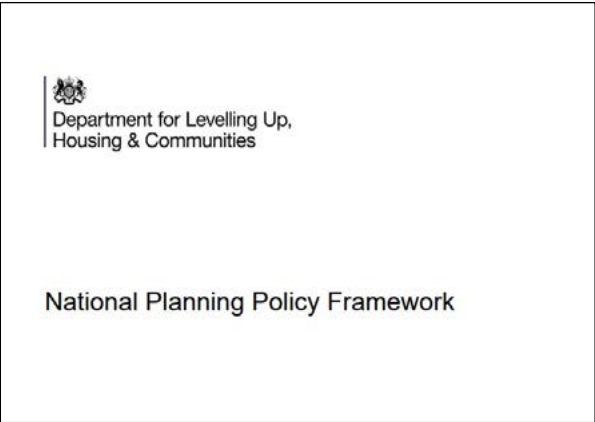 Department for Levelling Up,
Housing & Communities
National Planning Policy Framework